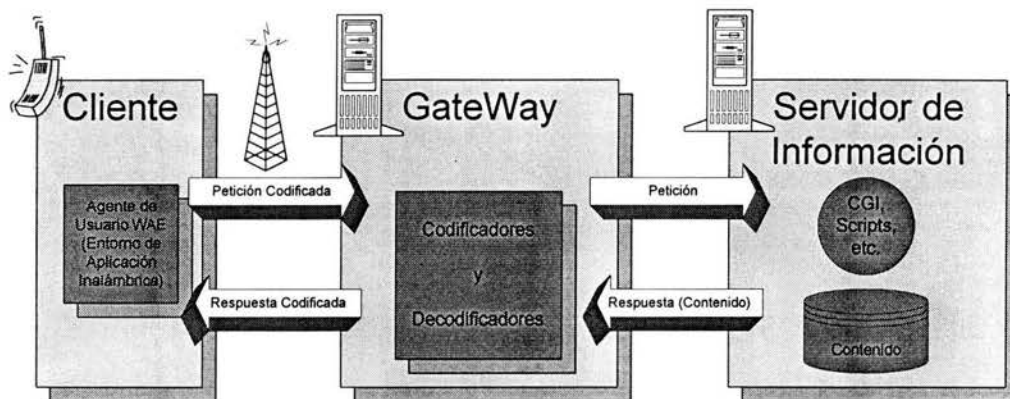 Cliente
Agente de
Usuario WAE
(Entorno de
Aplicación
Inalámbrica)
Petición Codificada
Respuesta Codificada
GateWay
Codificadores
y
Decodificadores
Petición
Respuesta (Contenido)
Servidor de
Información
CGI,
Scripts,
etc.
Contenido